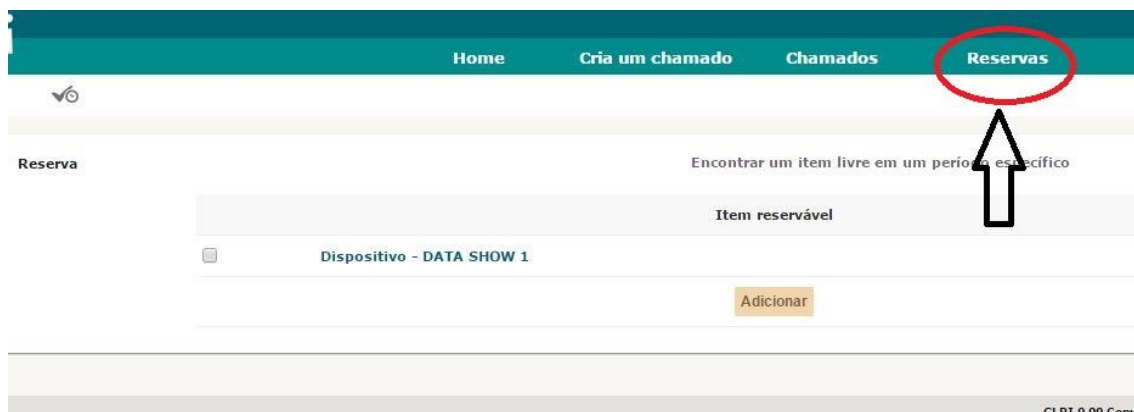 Home Cria um chamado Chamados Reservas
Reserva
Encontrar um item livre em um período específico
Item reservável
Dispositivo - DATA SHOW 1
Adicionar
GLPI 0.90